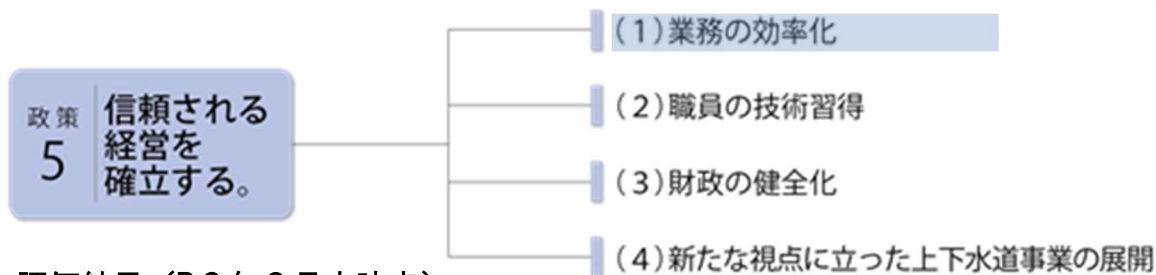 政策
5
信頼される
経営を
確立する。
(1)業務の効率化
(2)職員の技術習得
(3)財政の健全化
(4)新たな視点に立った上下水道事業の展開